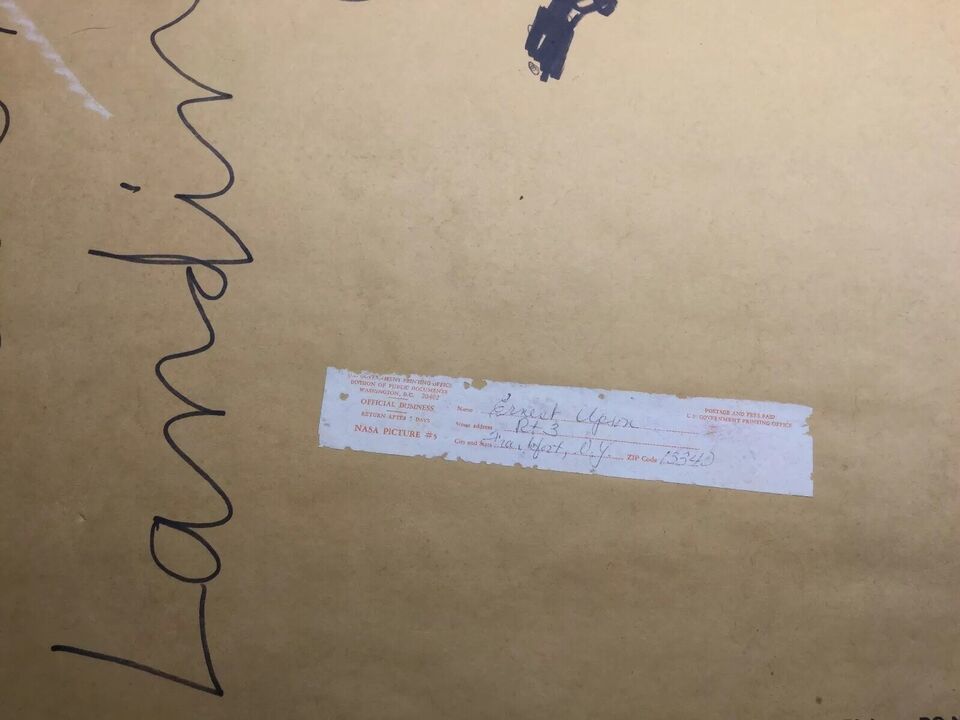 Landin
U.S. GOVERNMENT PRINTING OFFICE
DIVISION OF PUBLIC DOCUMENTS
WASHINGTON, D.C. 20402
OFFICIAL BUSINESS
RETURN AFTER 5 DAYS
NASA PICTURE #5
Name Ernest Upson
Street address Rt 3
City and State Frankfort, N.Y. ZIP Code 13340
POSTAGE AND FEES PAID
U.S. GOVERNMENT PRINTING OFFICE